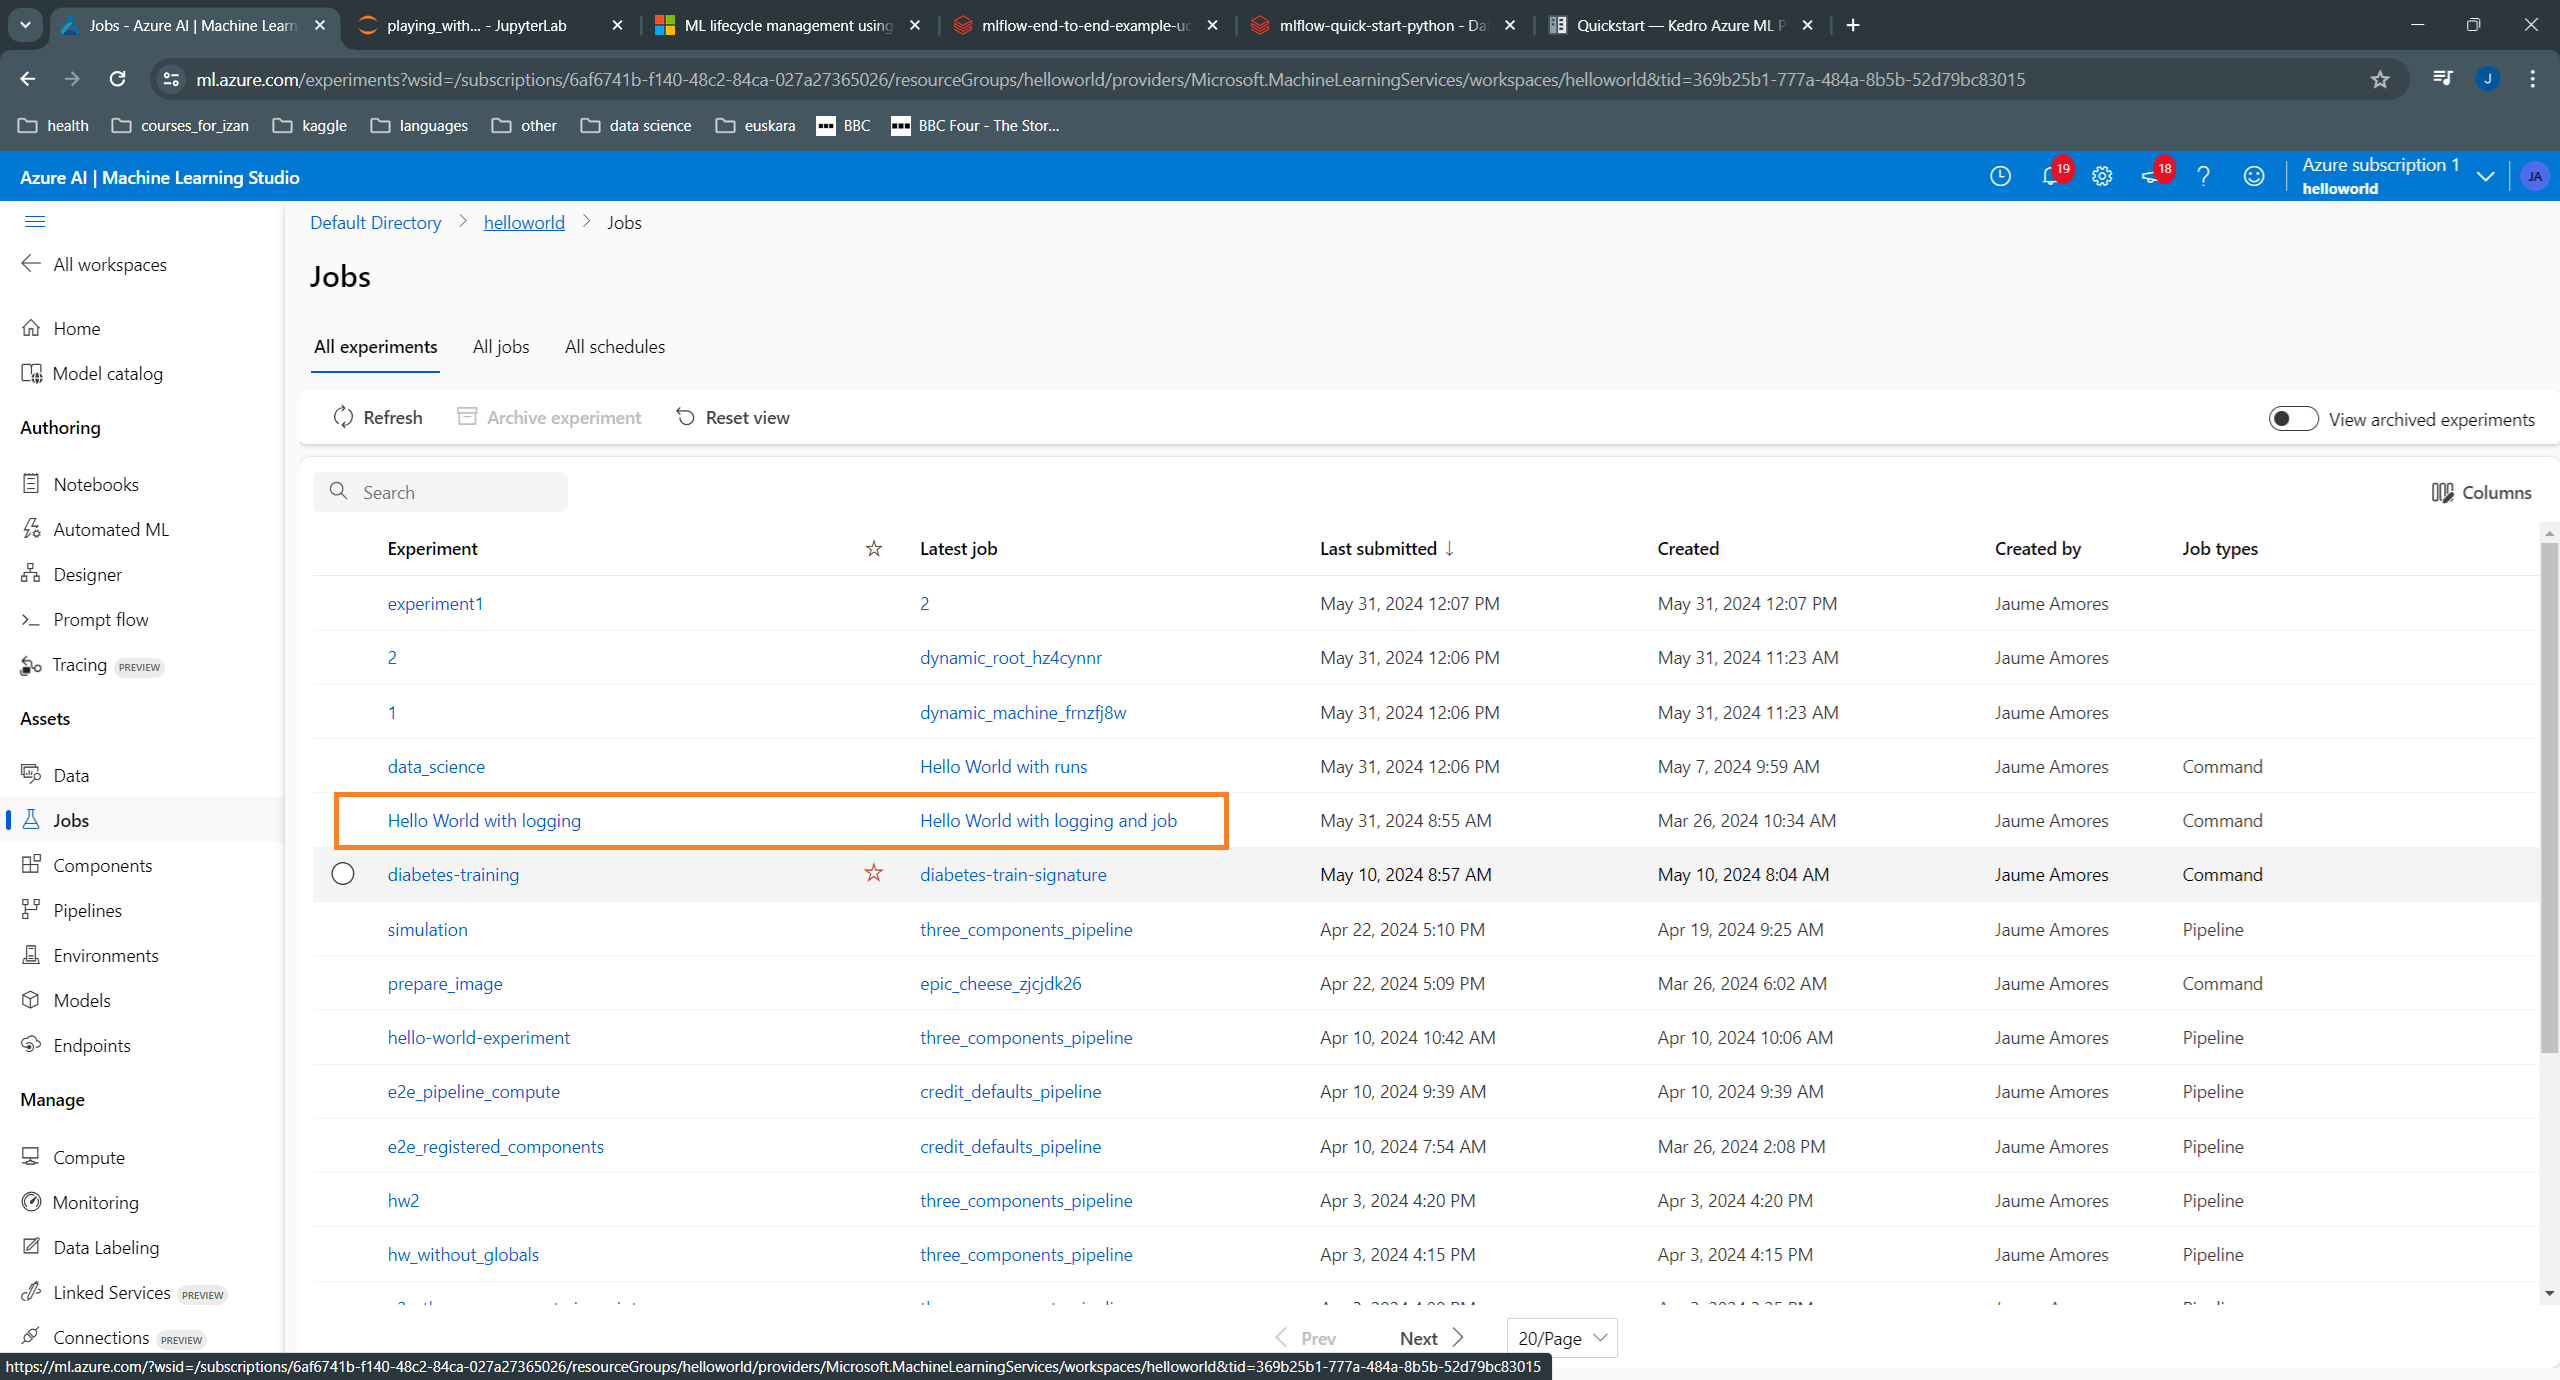 Jobs - Azure AI | Machine Learn
playing_with... - JupyterLab
ML lifecycle management using
mlflow-end-to-end-example-uc
mlflow-quick-start-python - Da
Quickstart — Kedro Azure ML P
ml.azure.com/experiments?wsid=/subscriptions/6af6741b-f140-48c2-84ca-027a27365026/resourceGroups/helloworld/providers/Microsoft.MachineLearningServices/workspaces/helloworld&tid=369b25b1-777a-484a-8b5b-52d79bc83015
J
health courses_for_izan kaggle languages other data science euskara BBC BBC Four - The Stor...
Azure AI | Machine Learning Studio
19
18
?
Azure subscription 1
helloworld
JA
Default Directory > helloworld > Jobs
All workspaces
Home
Model catalog
Authoring
Notebooks
Automated ML
Designer
Prompt flow
Tracing PREVIEW
Assets
Data
Jobs
Components
Pipelines
Environments
Models
Endpoints
Manage
Compute
Monitoring
Data Labeling
Linked Services PREVIEW
Connections PREVIEW
Jobs
All experiments All jobs All schedules
Refresh Archive experiment Reset view View archived experiments
Search Columns
Experiment Latest job Last submitted ↓ Created Created by Job types
experiment1 2 May 31, 2024 12:07 PM May 31, 2024 12:07 PM Jaume Amores
2 dynamic_root_hz4cynnr May 31, 2024 12:06 PM May 31, 2024 11:23 AM Jaume Amores
1 dynamic_machine_frnzfj8w May 31, 2024 12:06 PM May 31, 2024 11:23 AM Jaume Amores
data_science Hello World with runs May 31, 2024 12:06 PM May 7, 2024 9:59 AM Jaume Amores Command
Hello World with logging Hello World with logging and job May 31, 2024 8:55 AM Mar 26, 2024 10:34 AM Jaume Amores Command
diabetes-training diabetes-train-signature May 10, 2024 8:57 AM May 10, 2024 8:04 AM Jaume Amores Command
simulation three_components_pipeline Apr 22, 2024 5:10 PM Apr 19, 2024 9:25 AM Jaume Amores Pipeline
prepare_image epic_cheese_zjcjdk26 Apr 22, 2024 5:09 PM Mar 26, 2024 6:02 AM Jaume Amores Command
hello-world-experiment three_components_pipeline Apr 10, 2024 10:42 AM Apr 10, 2024 10:06 AM Jaume Amores Pipeline
e2e_pipeline_compute credit_defaults_pipeline Apr 10, 2024 9:39 AM Apr 10, 2024 9:39 AM Jaume Amores Pipeline
e2e_registered_components credit_defaults_pipeline Apr 10, 2024 7:54 AM Mar 26, 2024 2:08 PM Jaume Amores Pipeline
hw2 three_components_pipeline Apr 3, 2024 4:20 PM Apr 3, 2024 4:20 PM Jaume Amores Pipeline
hw_without_globals three_components_pipeline Apr 3, 2024 4:15 PM Apr 3, 2024 4:15 PM Jaume Amores Pipeline
Prev Next 20/Page
https://ml.azure.com/?wsid=/subscriptions/6af6741b-f140-48c2-84ca-027a27365026/resourceGroups/helloworld/providers/Microsoft.MachineLearningServices/workspaces/helloworld&tid=369b25b1-777a-484a-8b5b-52d79bc83015